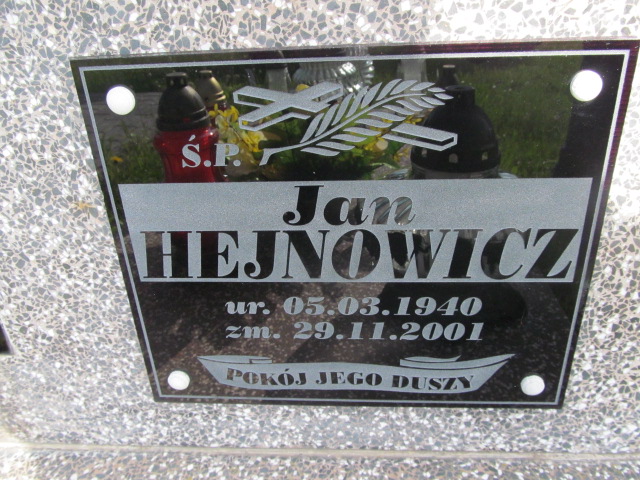 Ś.P.
Jan
HEJNOWICZ
ur. 05.03.1940
zm. 29.11.2001
POKÓJ JEGO DUSZY